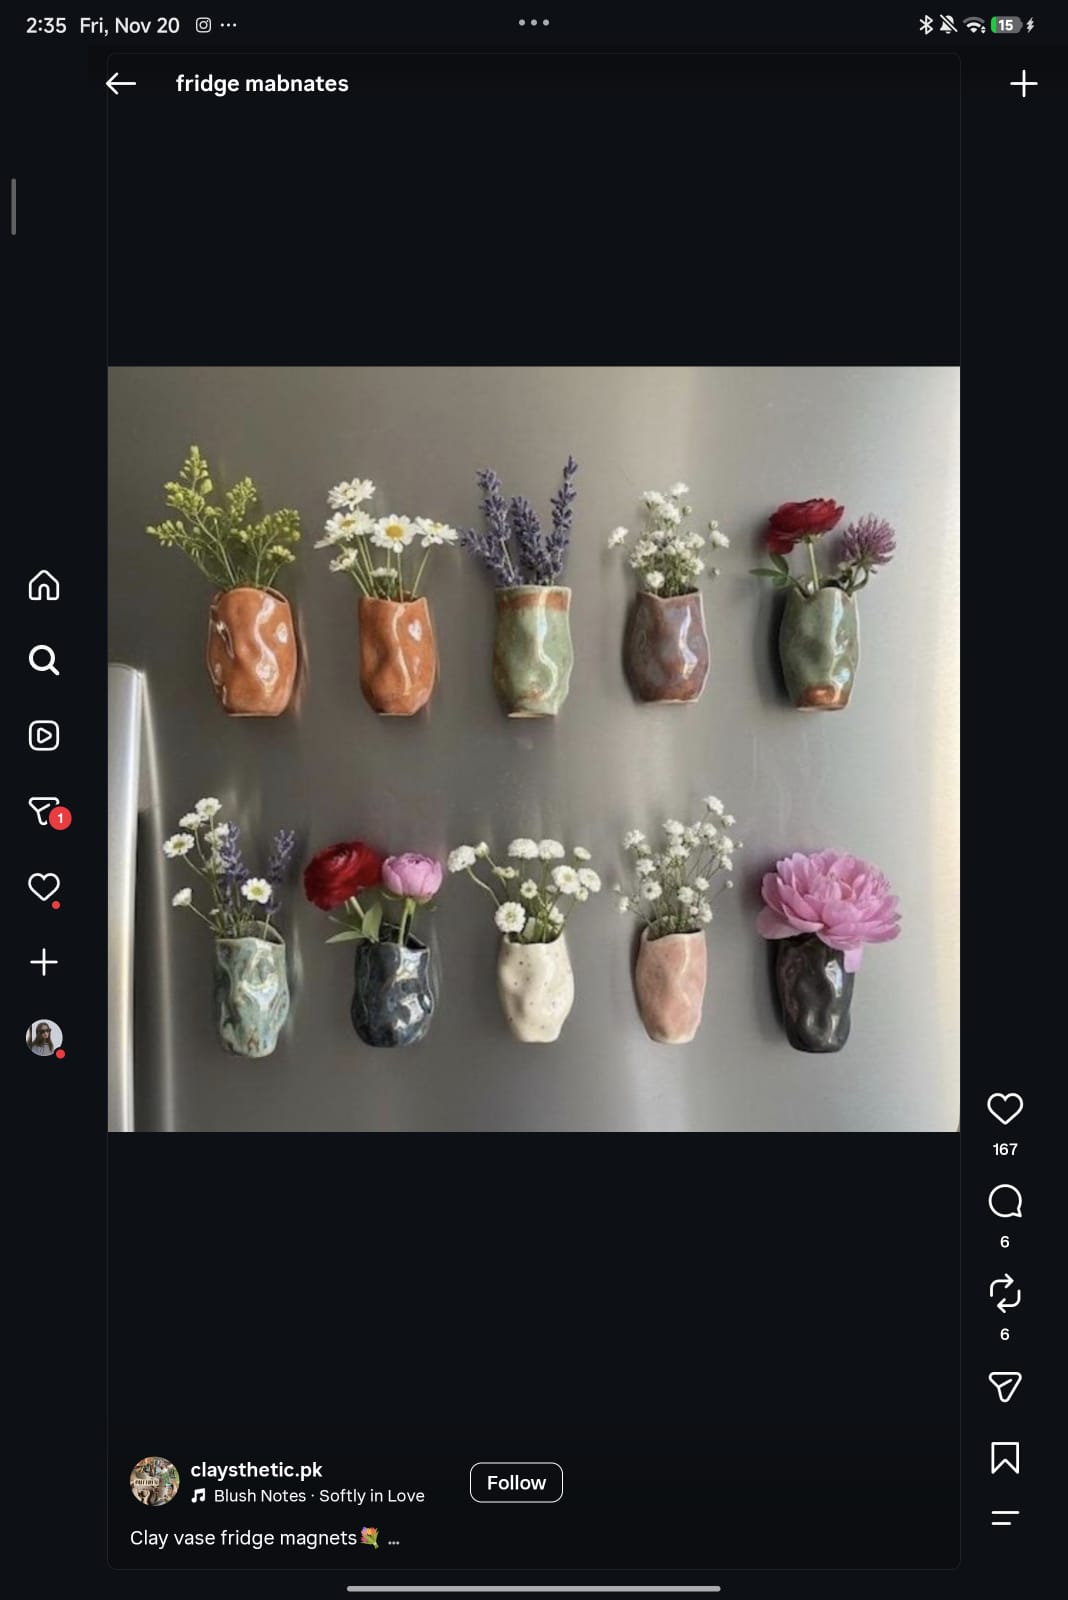 2:35 Fri, Nov 20
15
fridge mabnates
1
167
6
6
claysthetic.pk
Blush Notes · Softly in Love
Follow
Clay vase fridge magnets💐 ...